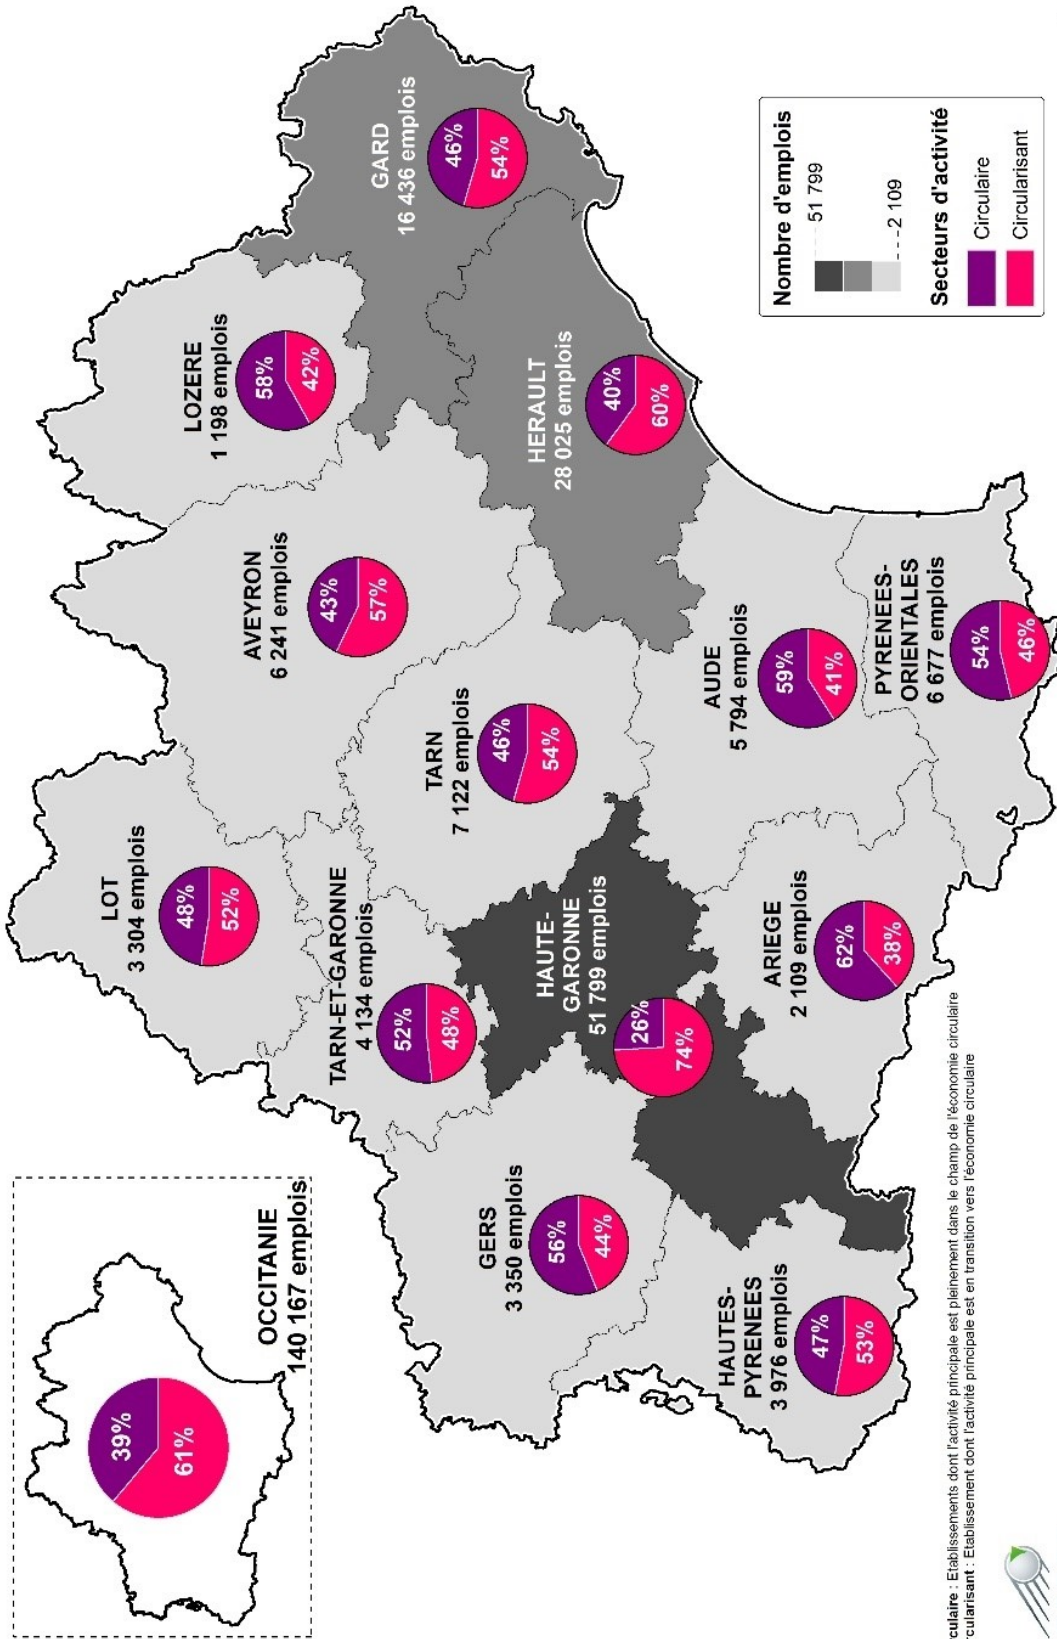 OCCITANIE
140 167 emplois
39%
61%
LOT
3 304 emplois
48%
52%
LOZERE
1 198 emplois
58%
42%
AVEYRON
6 241 emplois
43%
57%
GARD
16 436 emplois
46%
54%
TARN-ET-GARONNE
4 134 emplois
52%
48%
TARN
7 122 emplois
46%
54%
HERAULT
28 025 emplois
40%
60%
GERS
3 350 emplois
56%
44%
HAUTE-
GARONNE
51 799 emplois
26%
74%
HAUTES-
PYRENEES
3 976 emplois
47%
53%
ARIEGE
2 109 emplois
62%
38%
AUDE
5 794 emplois
59%
41%
PYRENEES-
ORIENTALES
6 677 emplois
54%
46%
Nombre d'emplois
51 799
2 109
Secteurs d'activité
Circulaire
Circularisant
culaire : Etablissements dont l'activité principale est pleinement dans le champ de l'économie circulaire
cularisant : Etablissement dont l'activité principale est en transition vers l'économie circulaire